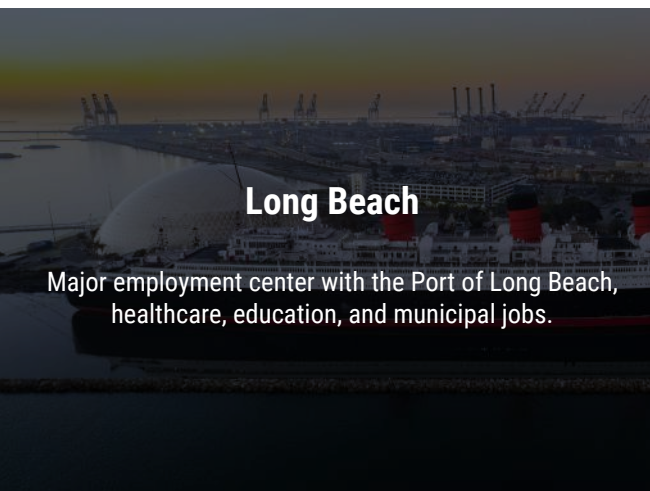 Long Beach
Major employment center with the Port of Long Beach,
healthcare, education, and municipal jobs.